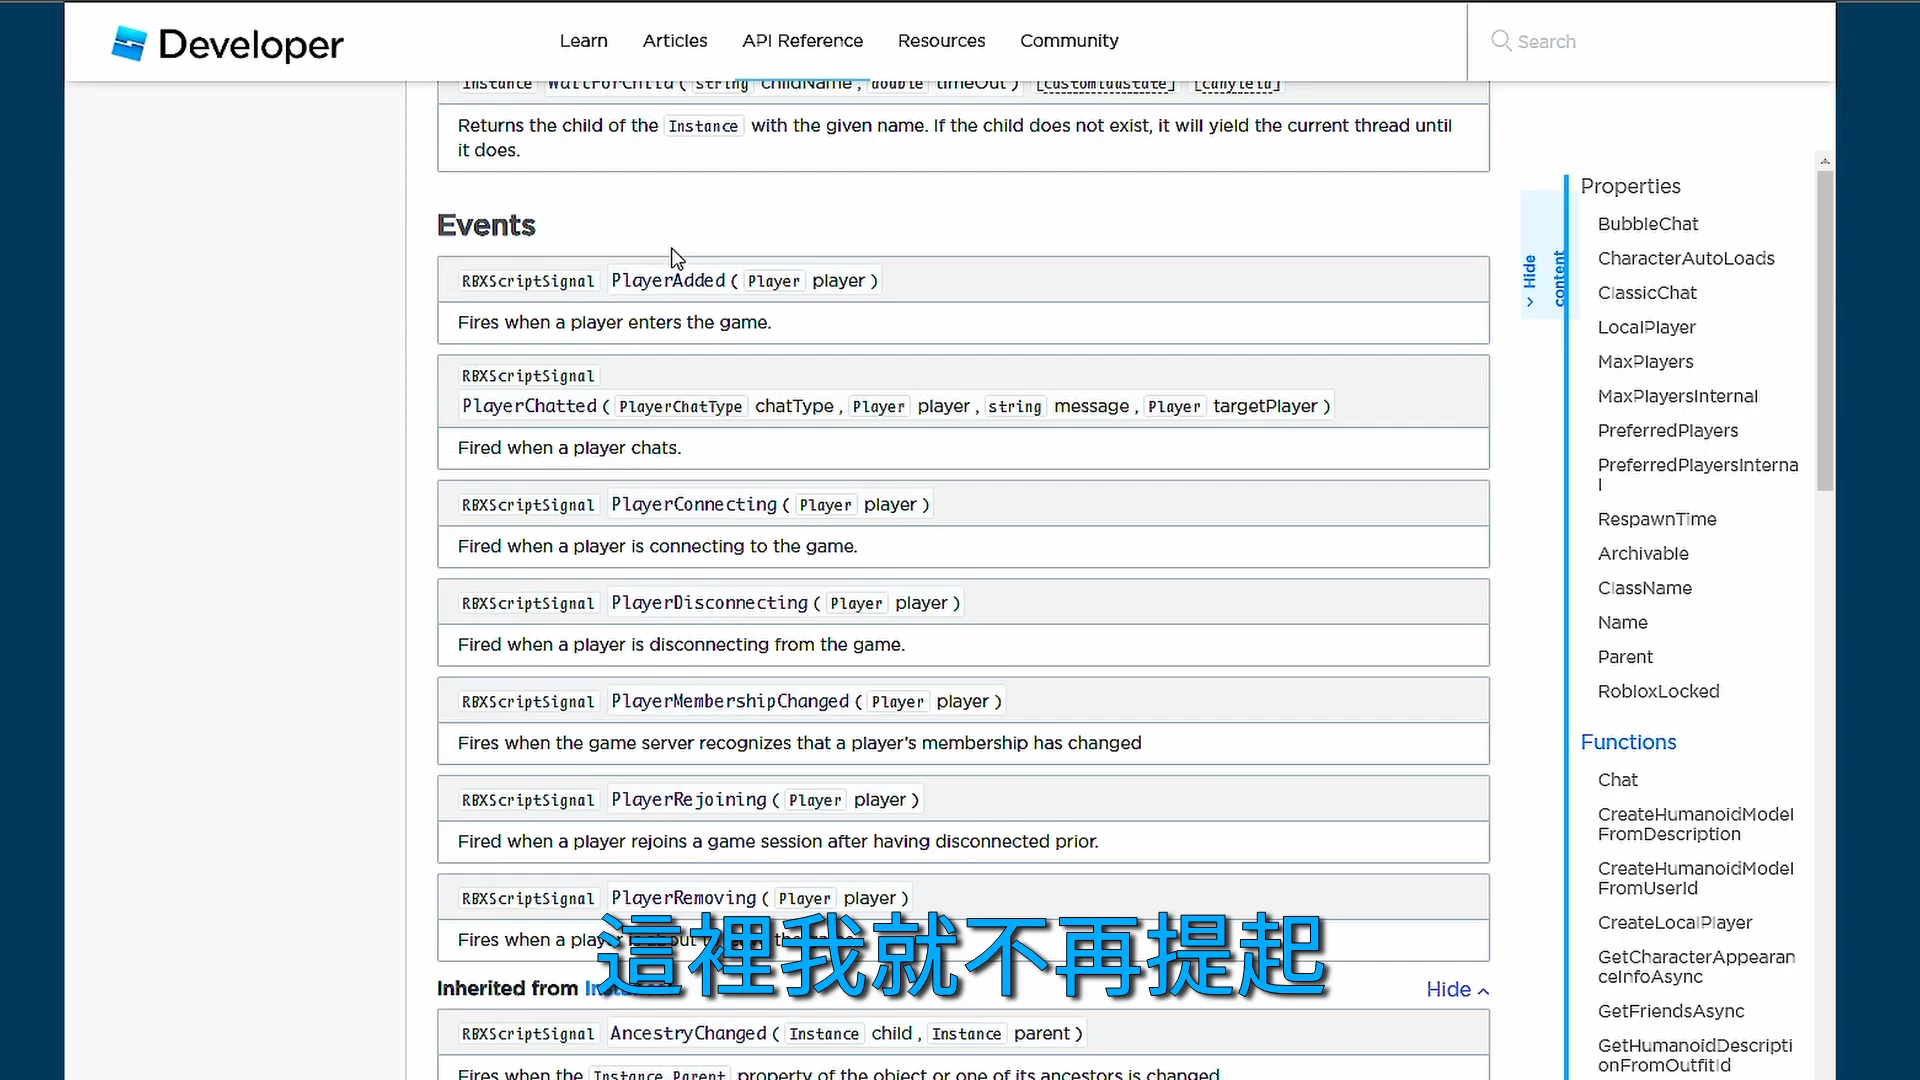 Developer
Learn
Articles
API Reference
Resources
Community
Search
Instance WaitForChild ( string childName , double timeOut ) [CustomLuaState] [CanYield]
Returns the child of the Instance with the given name. If the child does not exist, it will yield the current thread until
it does.
Events
RBXScriptSignal PlayerAdded ( Player player )
Fires when a player enters the game.
RBXScriptSignal
PlayerChatted ( PlayerChatType chatType , Player player , string message , Player targetPlayer )
Fired when a player chats.
RBXScriptSignal PlayerConnecting ( Player player )
Fired when a player is connecting to the game.
RBXScriptSignal PlayerDisconnecting ( Player player )
Fired when a player is disconnecting from the game.
RBXScriptSignal PlayerMembershipChanged ( Player player )
Fires when the game server recognizes that a player’s membership has changed
RBXScriptSignal PlayerRejoining ( Player player )
Fired when a player rejoins a game session after having disconnected prior.
RBXScriptSignal PlayerRemoving ( Player player )
Fires when a player
這裡我就不再提起
Inherited from
Hide
RBXScriptSignal AncestryChanged ( Instance child , Instance parent )
Fires when the Instance.Parent property of the object or one of its ancestors is changed
Hide
content
Properties
BubbleChat
CharacterAutoLoads
ClassicChat
LocalPlayer
MaxPlayers
MaxPlayersInternal
PreferredPlayers
PreferredPlayersInterna
l
RespawnTime
Archivable
ClassName
Name
Parent
RobloxLocked
Functions
Chat
CreateHumanoidModel
FromDescription
CreateHumanoidModel
FromUserId
CreateLocalPlayer
GetCharacterAppearan
ceInfoAsync
GetFriendsAsync
GetHumanoidDescripti
onFromOutfitId